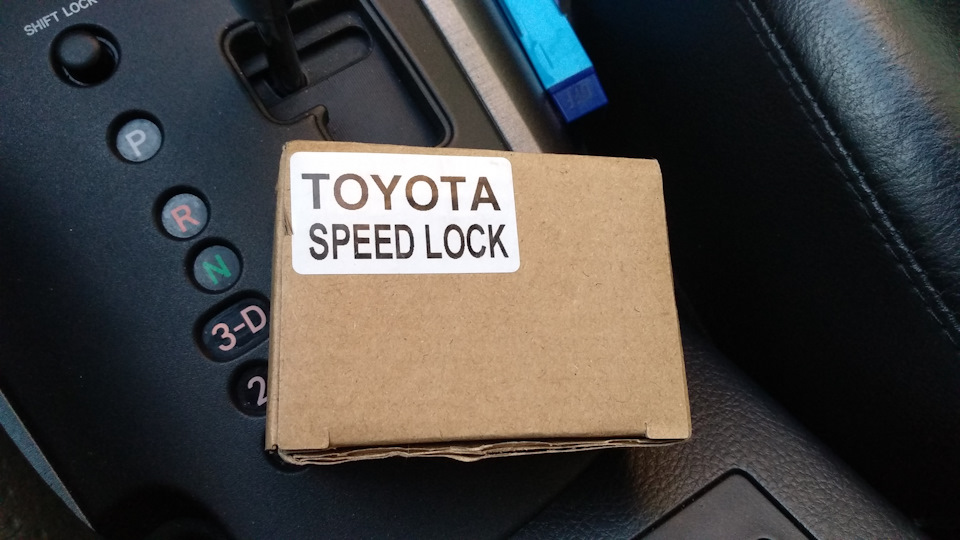 SHIFT LOCK
P
R
N
3-D
2
TOYOTA
SPEED LOCK